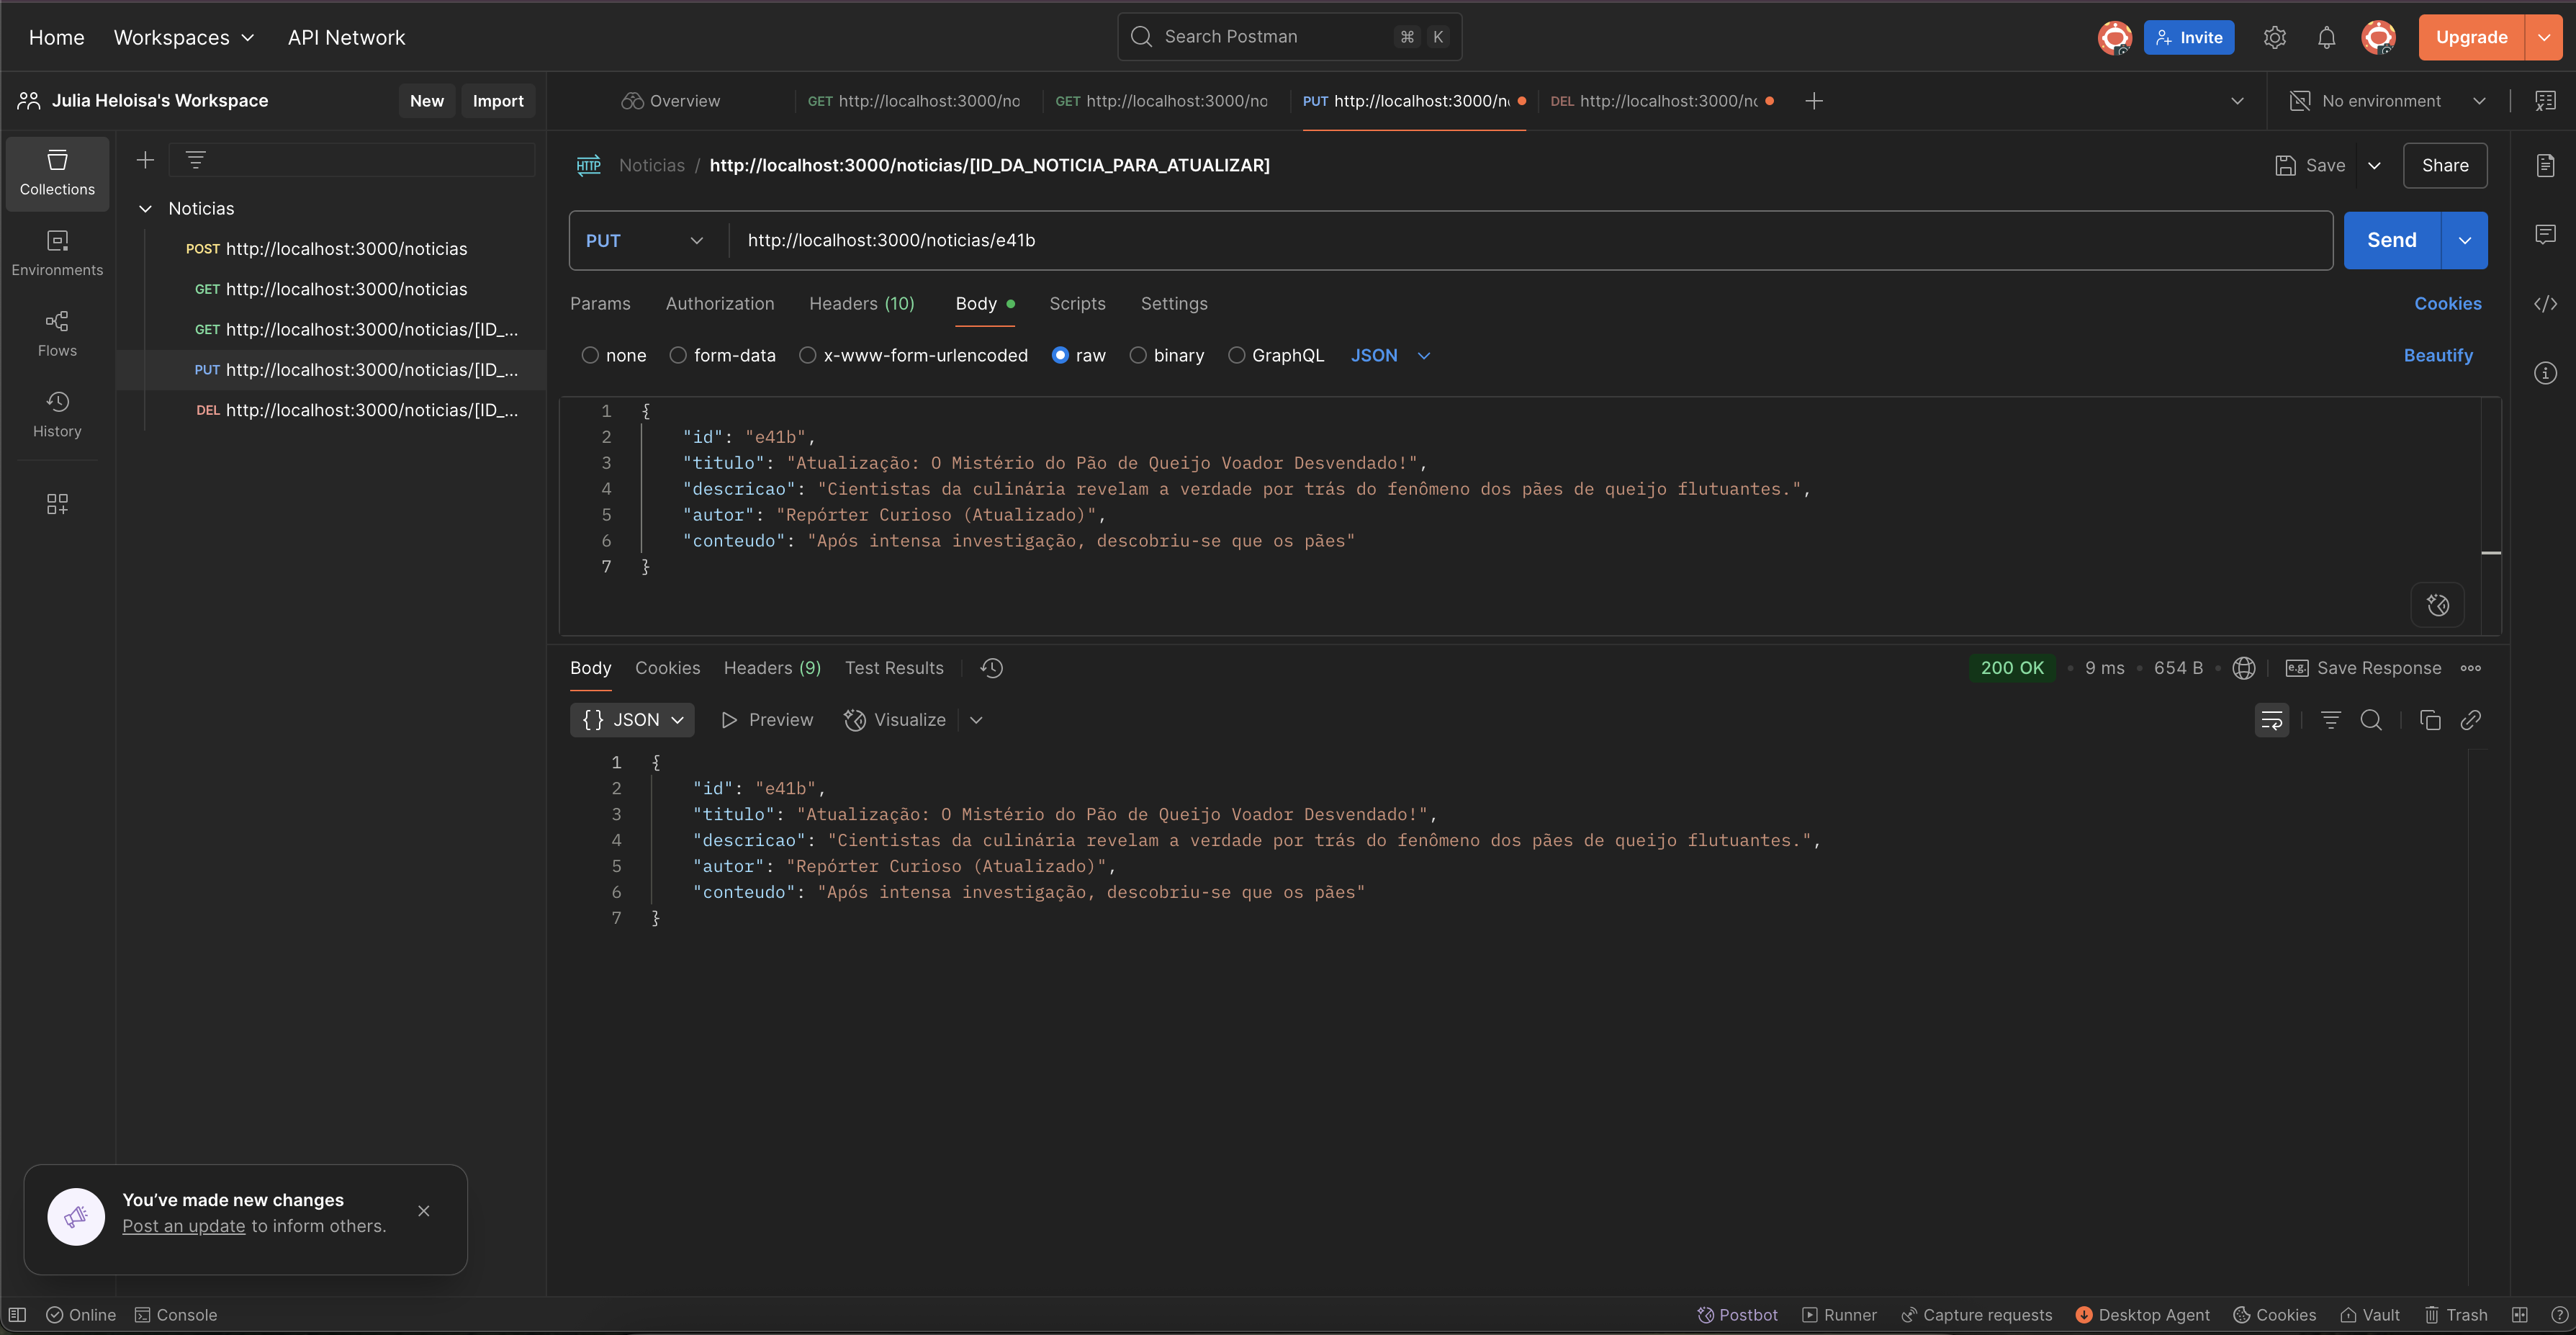 Home Workspaces API Network Search Postman ⌘ K Invite Upgrade
Julia Heloisa's Workspace New Import Overview GET http://localhost:3000/no GET http://localhost:3000/no PUT http://localhost:3000/n DEL http://localhost:3000/n No environment
Collections
Environments
Flows
History
Noticias
POST http://localhost:3000/noticias
GET http://localhost:3000/noticias
GET http://localhost:3000/noticias/[ID_...
PUT http://localhost:3000/noticias/[ID_...
DEL http://localhost:3000/noticias/[ID_...
HTTP Noticias / http://localhost:3000/noticias/[ID_DA_NOTICIA_PARA_ATUALIZAR] Save Share
PUT http://localhost:3000/noticias/e41b Send
Params Authorization Headers (10) Body Scripts Settings Cookies
none form-data x-www-form-urlencoded raw binary GraphQL JSON Beautify
1 {
2 "id": "e41b",
3 "titulo": "Atualização: O Mistério do Pão de Queijo Voador Desvendado!",
4 "descricao": "Cientistas da culinária revelam a verdade por trás do fenômeno dos pães de queijo flutuantes.",
5 "autor": "Repórter Curioso (Atualizado)",
6 "conteudo": "Após intensa investigação, descobriu-se que os pães"
7 }
Body Cookies Headers (9) Test Results 200 OK 9 ms 654 B e.g. Save Response
{} JSON Preview Visualize
1 {
2 "id": "e41b",
3 "titulo": "Atualização: O Mistério do Pão de Queijo Voador Desvendado!",
4 "descricao": "Cientistas da culinária revelam a verdade por trás do fenômeno dos pães de queijo flutuantes.",
5 "autor": "Repórter Curioso (Atualizado)",
6 "conteudo": "Após intensa investigação, descobriu-se que os pães"
7 }
You've made new changes
Post an update to inform others.
Online Console Postbot Runner Capture requests Desktop Agent Cookies Vault Trash